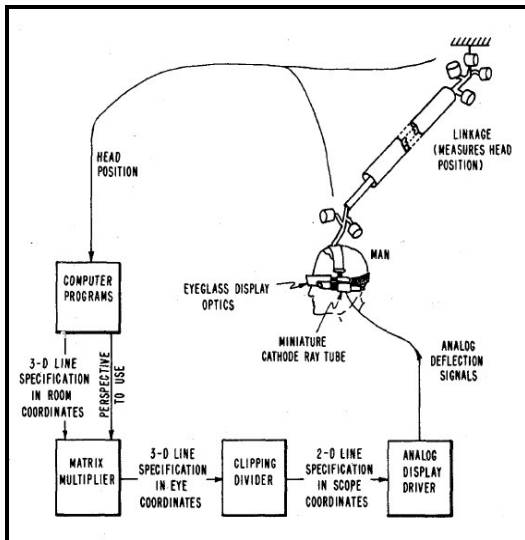 LINKAGE
(MEASURES HEAD
POSITION)
HEAD
POSITION
MAN
EYEGLASS DISPLAY
OPTICS
MINIATURE
CATHODE RAY TUBE
COMPUTER
PROGRAMS
ANALOG
DEFLECTION
SIGNALS
3-D LINE
SPECIFICATION
IN ROOM
COORDINATES
PERSPECTIVE
TO USE
MATRIX
MULTIPLIER
3-D LINE
SPECIFICATION
IN EYE
COORDINATES
CLIPPING
DIVIDER
2-D LINE
SPECIFICATION
IN SCOPE
COORDINATES
ANALOG
DISPLAY
DRIVER